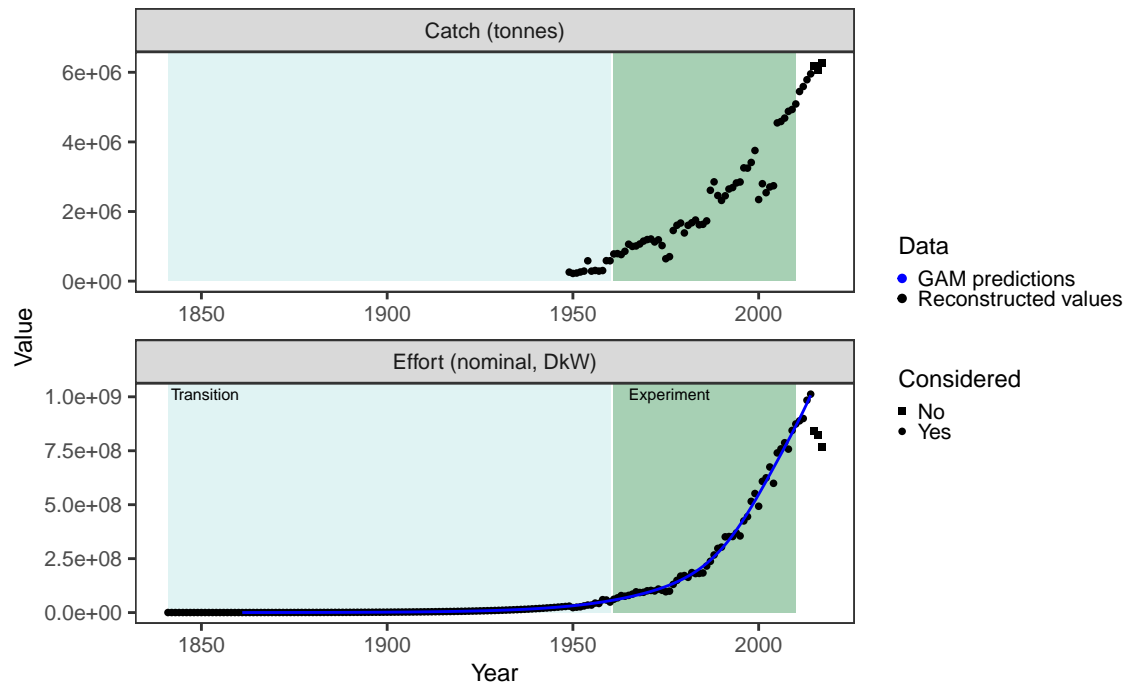 Catch (tonnes)
6e+06
4e+06
2e+06
0e+00
1850 1900 1950 2000
Value
Effort (nominal, DkW)
Transition Experiment
1.0e+09
7.5e+08
5.0e+08
2.5e+08
0.0e+00
1850 1900 1950 2000
Year
Data
GAM predictions
Reconstructed values
Considered
No
Yes